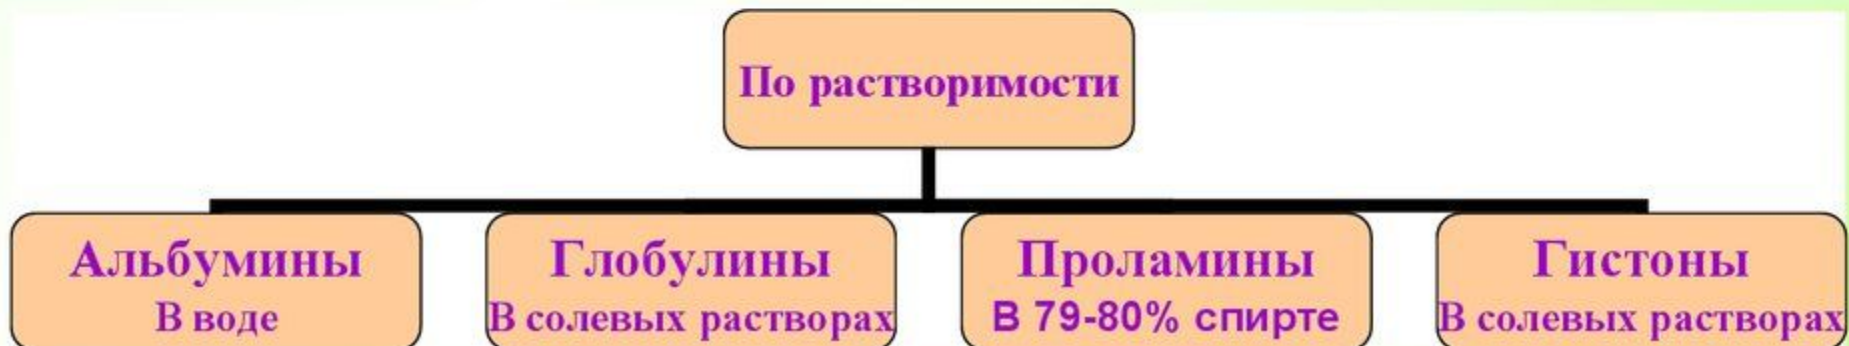 По растворимости
Альбумины
В воде
Глобулины
В солевых растворах
Проламины
В 79-80% спирте
Гистоны
В солевых растворах